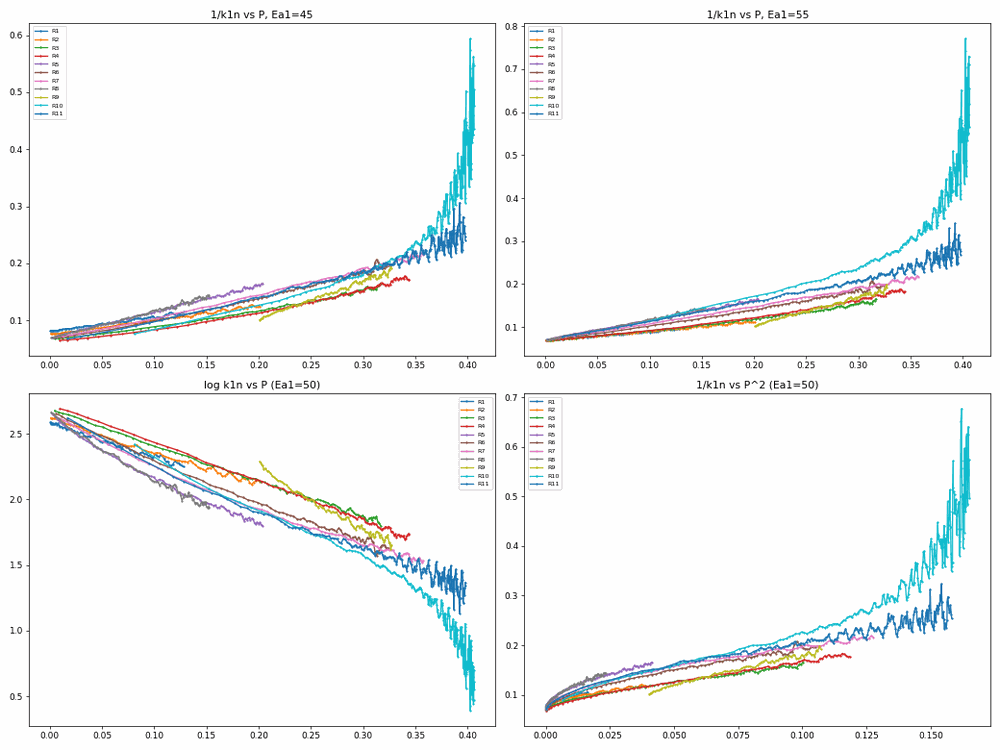 1/k1n vs P, Ea1=45
0.6
0.5
0.4
0.3
0.2
0.1
R1
R2
R3
R4
R5
R6
R7
R8
R9
R10
R11
0.00 0.05 0.10 0.15 0.20 0.25 0.30 0.35 0.40
1/k1n vs P, Ea1=55
0.8
0.7
0.6
0.5
0.4
0.3
0.2
0.1
R1
R2
R3
R4
R5
R6
R7
R8
R9
R10
R11
0.00 0.05 0.10 0.15 0.20 0.25 0.30 0.35 0.40
log k1n vs P (Ea1=50)
2.5
2.0
1.5
1.0
0.5
R1
R2
R3
R4
R5
R6
R7
R8
R9
R10
R11
0.00 0.05 0.10 0.15 0.20 0.25 0.30 0.35 0.40
1/k1n vs P^2 (Ea1=50)
0.7
0.6
0.5
0.4
0.3
0.2
0.1
R1
R2
R3
R4
R5
R6
R7
R8
R9
R10
R11
0.000 0.025 0.050 0.075 0.100 0.125 0.150